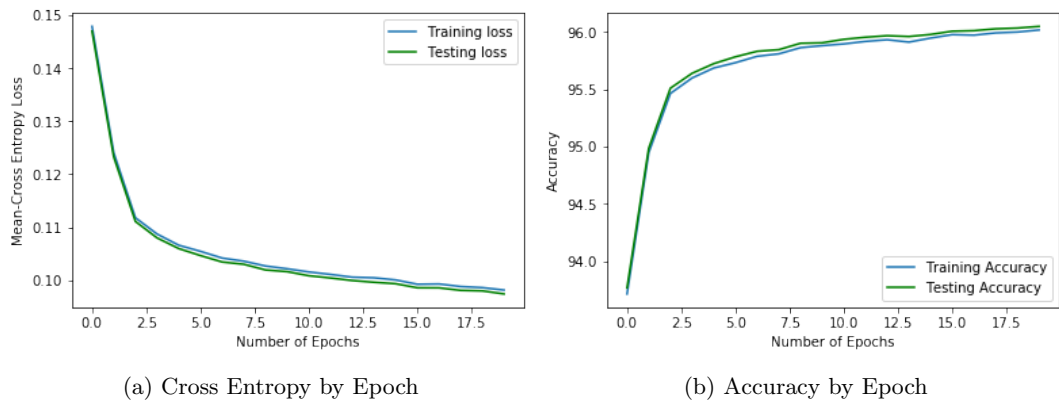 0.15
0.14
0.13
0.12
0.11
0.10
Mean-Cross Entropy Loss
Training loss
Testing loss
0.0 2.5 5.0 7.5 10.0 12.5 15.0 17.5
Number of Epochs
(a) Cross Entropy by Epoch
96.0
95.5
95.0
94.5
94.0
Accuracy
Training Accuracy
Testing Accuracy
0.0 2.5 5.0 7.5 10.0 12.5 15.0 17.5
Number of Epochs
(b) Accuracy by Epoch